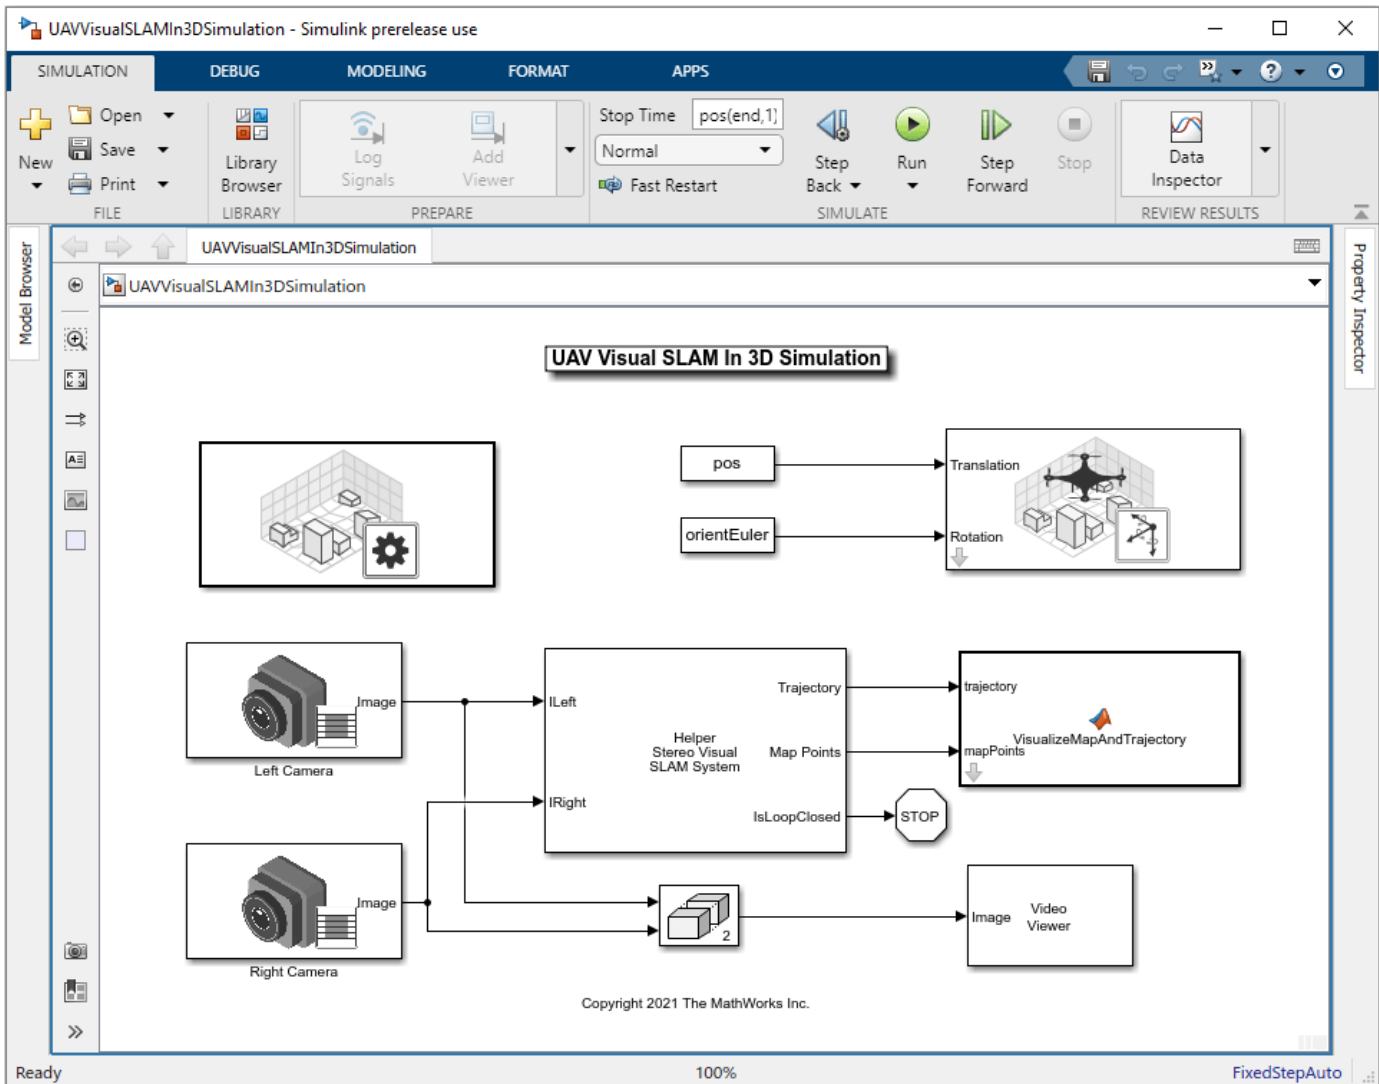 UAVVisualSLAMIn3DSimulation - Simulink prerelease use
SIMULATION
DEBUG
MODELING
FORMAT
APPS
New
Open
Save
Print
FILE
Library
Browser
LIBRARY
Log
Signals
Add
Viewer
PREPARE
Stop Time
pos(end,1)
Normal
Fast Restart
Step
Back
Run
Step
Forward
Stop
SIMULATE
Data
Inspector
REVIEW RESULTS
Model Browser
UAVVisualSLAMIn3DSimulation
Property Inspector
UAVVisualSLAMIn3DSimulation
UAV Visual SLAM In 3D Simulation
pos
orientEuler
Translation
Rotation
Image
Left Camera
ILeft
IRight
Helper
Stereo Visual
SLAM System
Trajectory
Map Points
IsLoopClosed
trajectory
mapPoints
VisualizeMapAndTrajectory
STOP
Image
Right Camera
2
Image
Video
Viewer
Copyright 2021 The MathWorks Inc.
Ready
100%
FixedStepAuto